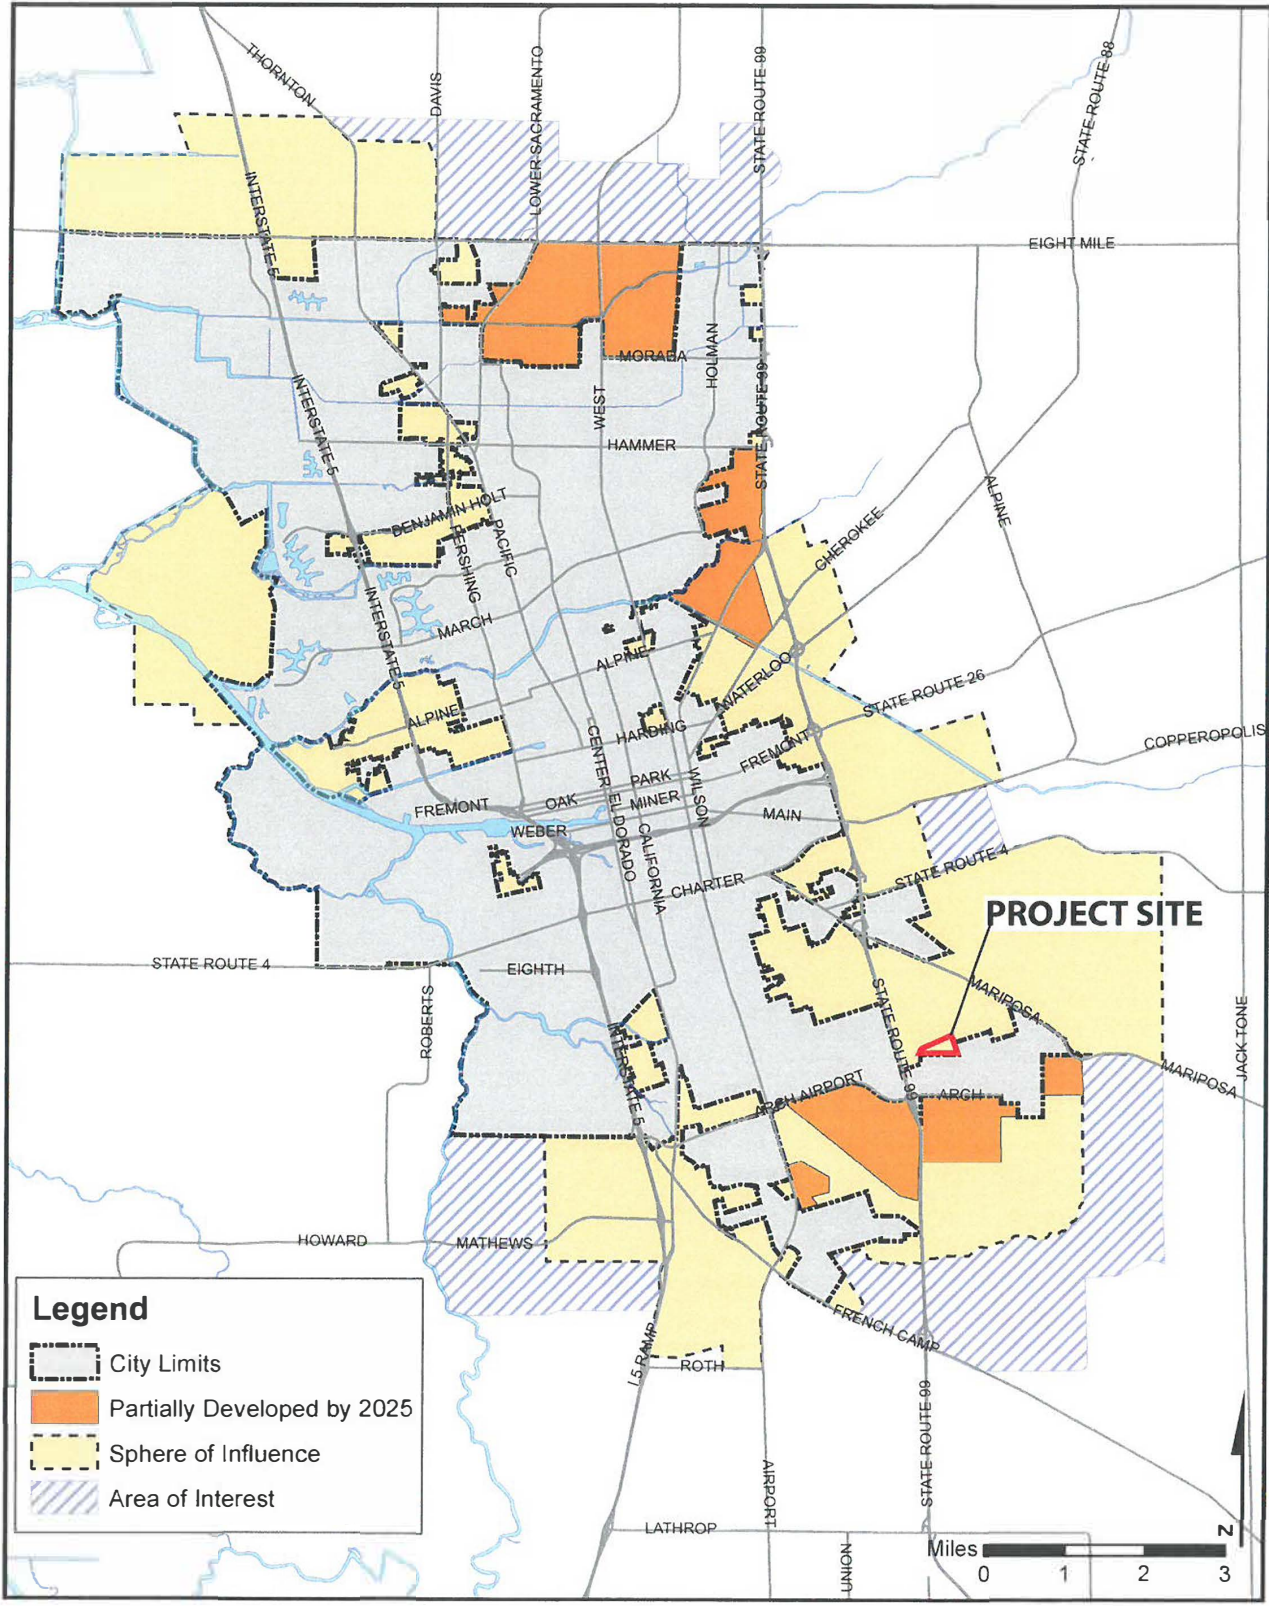 THORNTON
DAVIS
LOWER SACRAMENTO
STATE ROUTE 99
STATE ROUTE 88
INTERSTATE 5
EIGHT MILE
MORADA
HOLMAN
WEST
INTERSTATE 5
STATE ROUTE 99
HAMMER
BENJAMIN HOLT
PACIFIC
PERSHING
CHEROKEE
ALPINE
INTERSTATE 5
MARCH
ALPINE
WATERLOO
STATE ROUTE 26
ALPINE
HARDING
CENTER
FREMONT
COPPEROPOLIS
PARK
WILSON
FREMONT
OAK
MINER
EL DORADO
MAIN
WEBER
CALIFORNIA
CHARTER
STATE ROUTE 4
PROJECT SITE
STATE ROUTE 4
EIGHTH
ROBERTS
STATE ROUTE 99
MARIPOSA
JACK TONE
INTERSTATE 5
ARCH AIRPORT
ARCH
MARIPOSA
HOWARD
MATHEWS
FRENCH CAMP
I 5 RAMP
ROTH
STATE ROUTE 99
AIRPORT
LATHROP
UNION
Legend
City Limits
Partially Developed by 2025
Sphere of Influence
Area of Interest
N
Miles
0 1 2 3